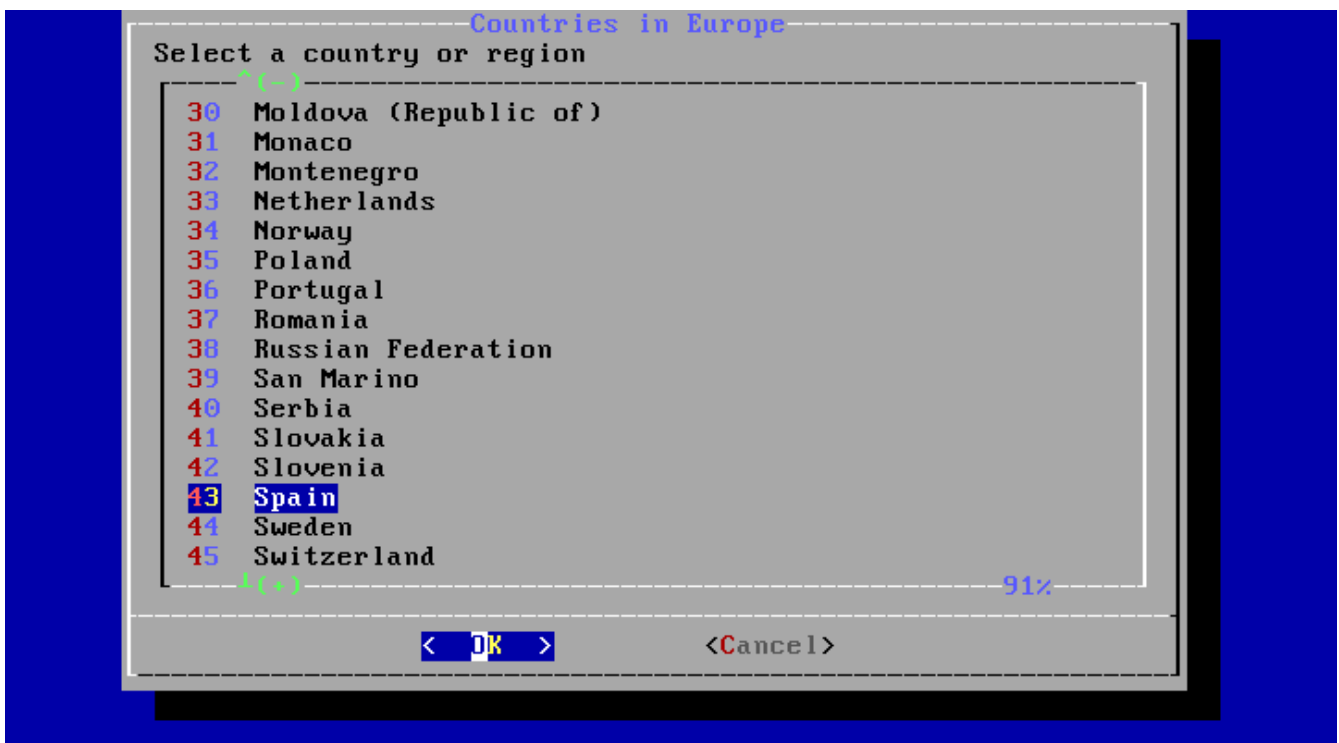 Countries in Europe
Select a country or region
^(-)
30 Moldova (Republic of)
31 Monaco
32 Montenegro
33 Netherlands
34 Norway
35 Poland
36 Portugal
37 Romania
38 Russian Federation
39 San Marino
40 Serbia
41 Slovakia
42 Slovenia
43 Spain
44 Sweden
45 Switzerland
┴(+) 91%
< OK > <Cancel>